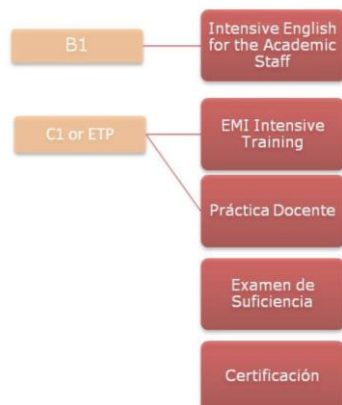 B1
Intensive English
for the Academic
Staff
C1 or ETP
EMI Intensive
Training
Práctica Docente
Examen de
Suficiencia
Certificación